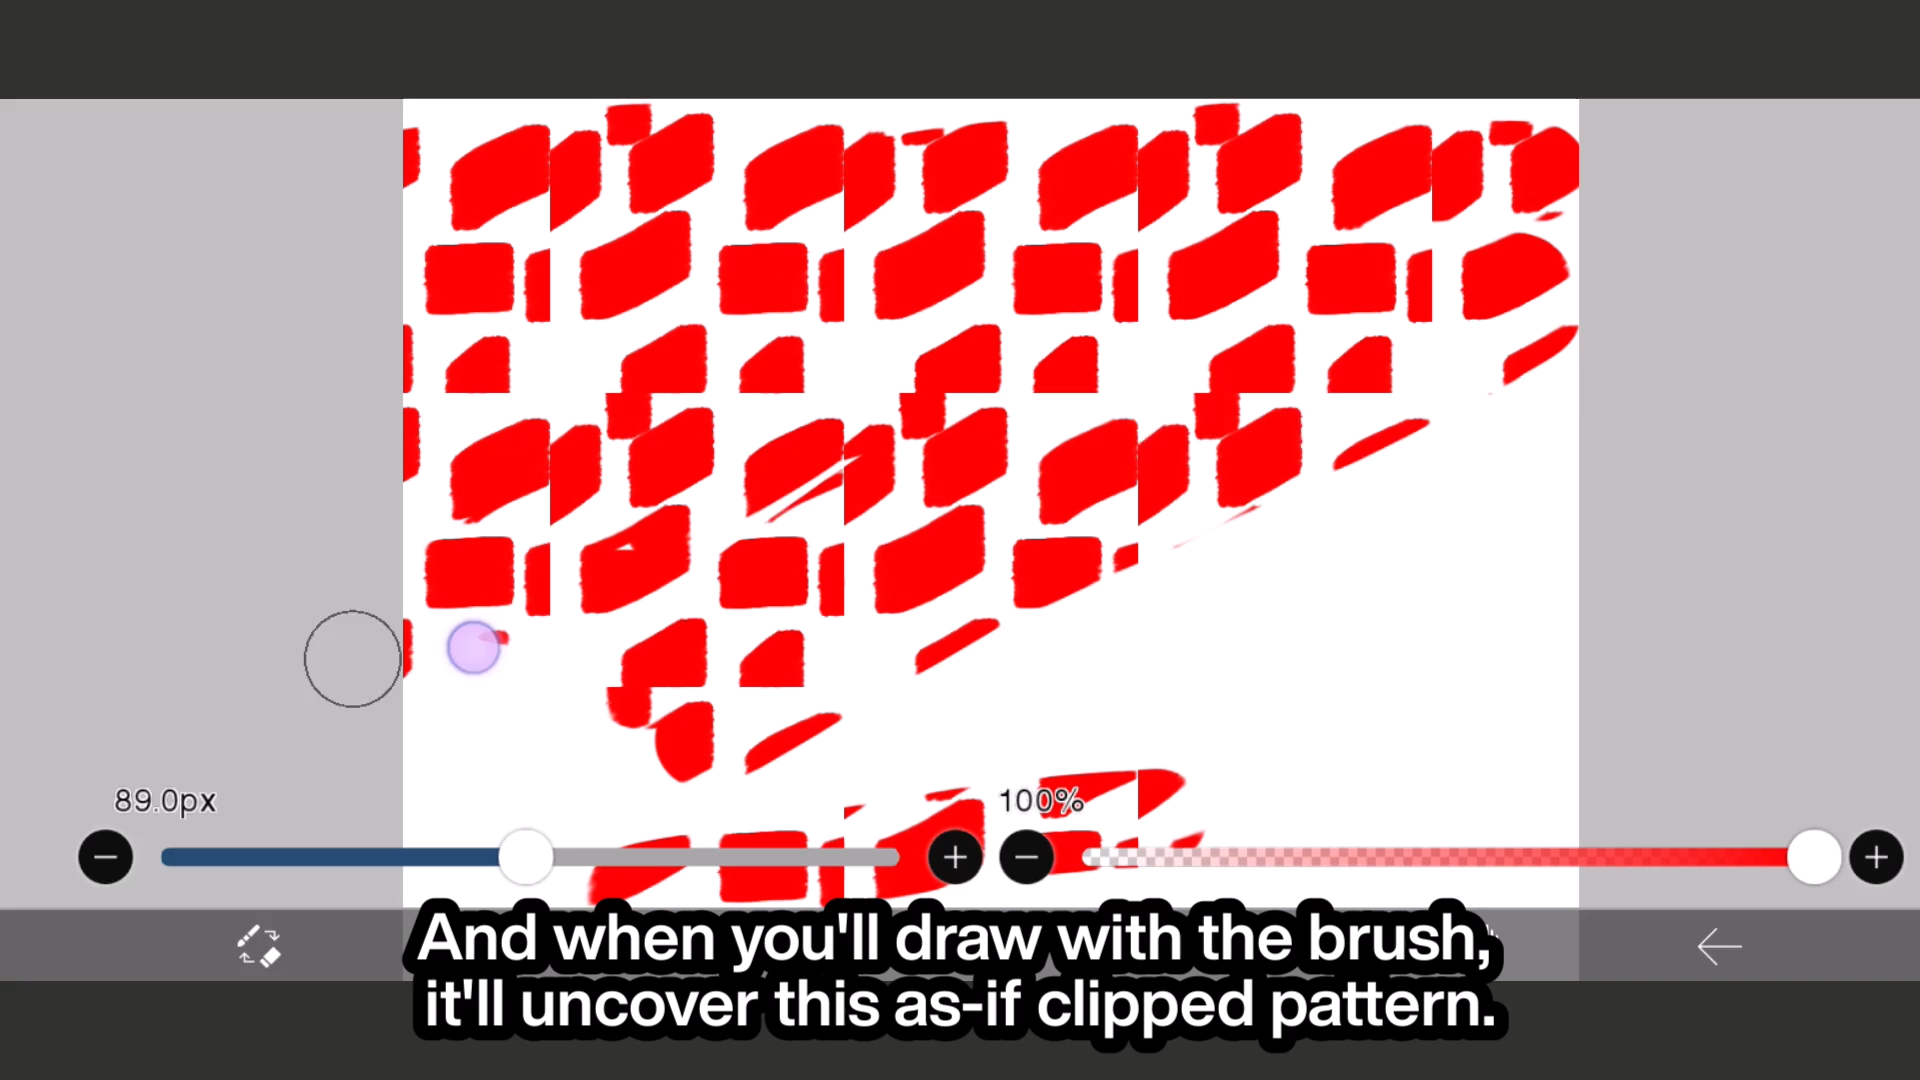 89.0px
100%
And when you'll draw with the brush,
it'll uncover this as-if clipped pattern.